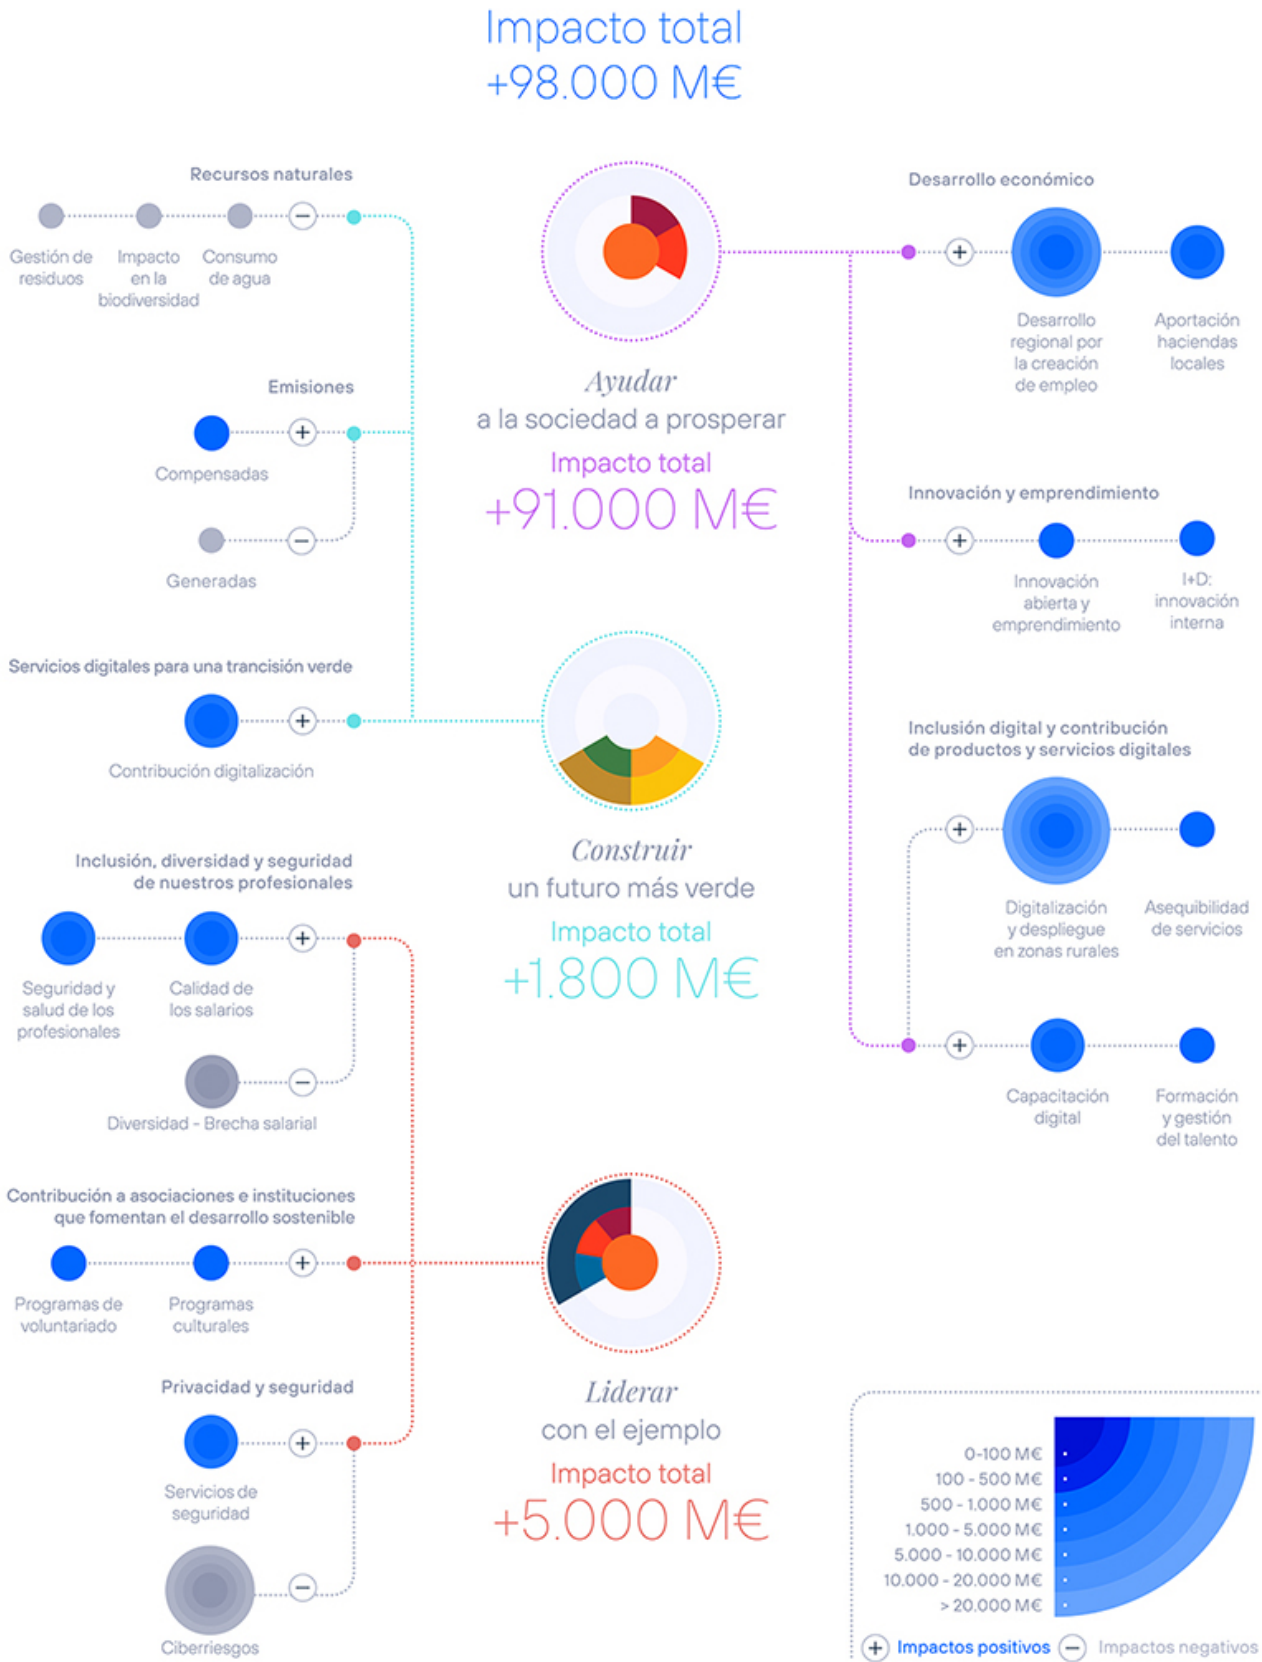 Impacto total
+98.000 M€
Recursos naturales
Gestión de
residuos
Impacto
en la
biodiversidad
Consumo
de agua
Emisiones
Compensadas
Generadas
Servicios digitales para una trancisión verde
Contribución digitalización
Inclusión, diversidad y seguridad
de nuestros profesionales
Seguridad y
salud de los
profesionales
Calidad de
los salarios
Diversidad - Brecha salarial
Contribución a asociaciones e instituciones
que fomentan el desarrollo sostenible
Programas de
voluntariado
Programas
culturales
Privacidad y seguridad
Servicios de
seguridad
Ciberriesgos
Ayudar
a la sociedad a prosperar
Impacto total
+91.000 M€
Construir
un futuro más verde
Impacto total
+1.800 M€
Liderar
con el ejemplo
Impacto total
+5.000 M€
Desarrollo económico
Desarrollo
regional por
la creación
de empleo
Aportación
haciendas
locales
Innovación y emprendimiento
Innovación
abierta y
emprendimiento
I+D:
innovación
interna
Inclusión digital y contribución
de productos y servicios digitales
Digitalización
y despliegue
en zonas rurales
Asequibilidad
de servicios
Capacitación
digital
Formación
y gestión
del talento
0-100 M€
100 - 500 M€
500 - 1.000 M€
1.000 - 5.000 M€
5.000 - 10.000 M€
10.000 - 20.000 M€
> 20.000 M€
+ Impactos positivos − Impactos negativos